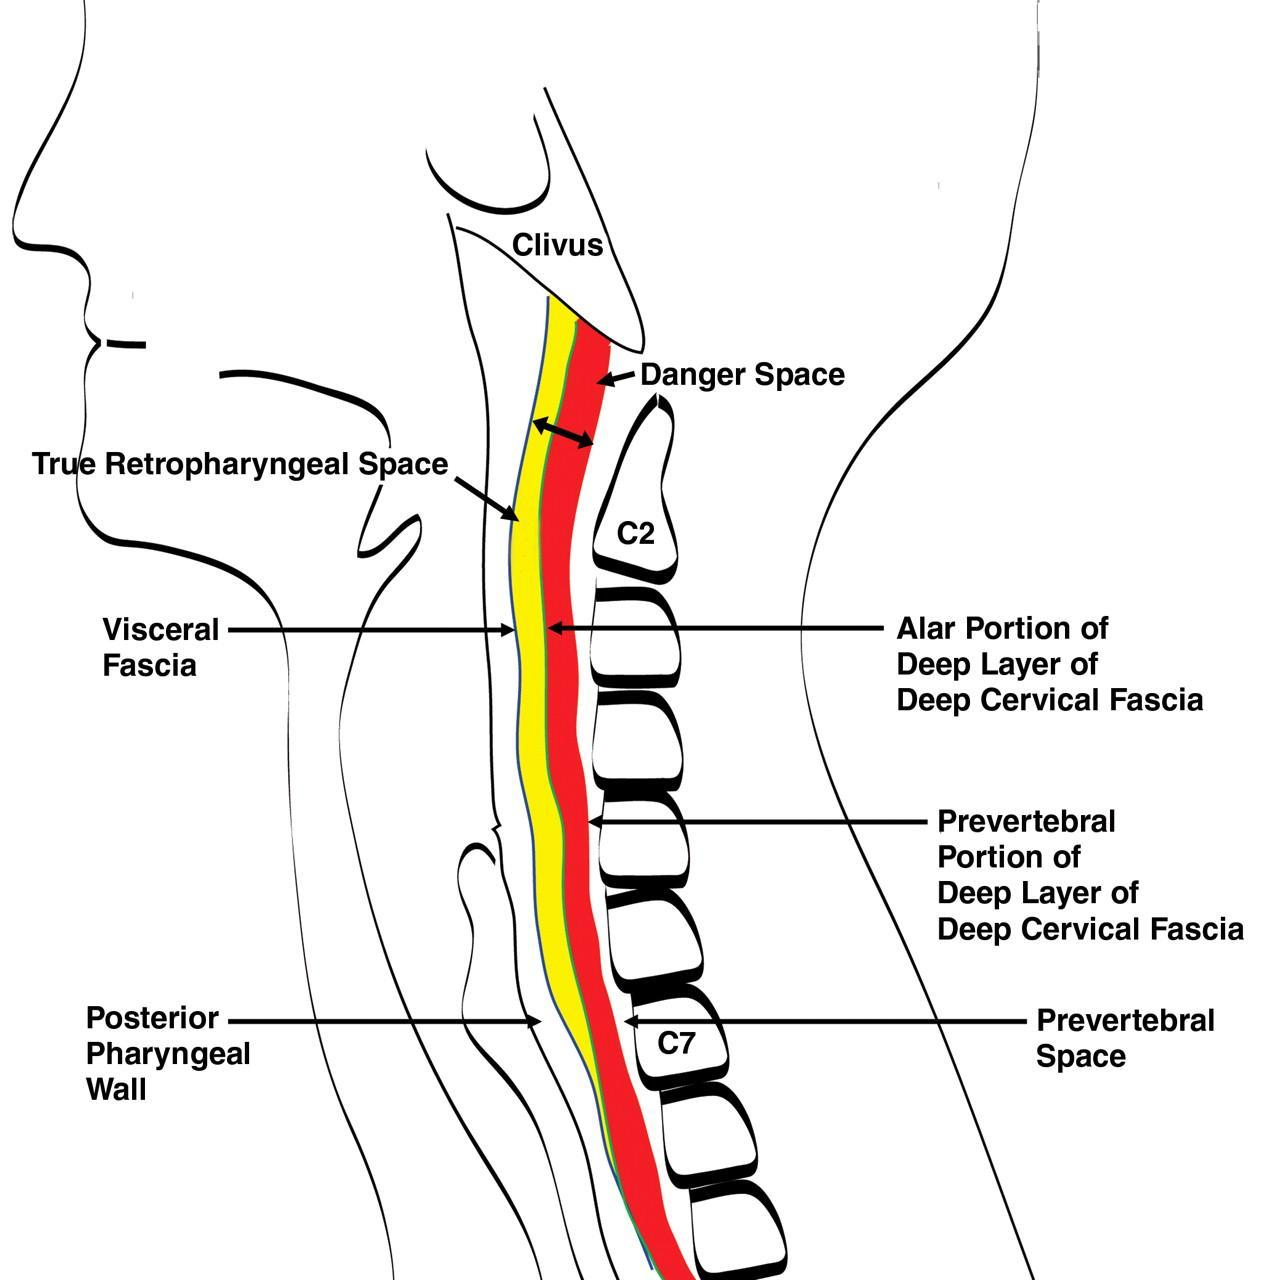 Clivus
Danger Space
True Retropharyngeal Space
C2
Visceral
Fascia
Alar Portion of
Deep Layer of
Deep Cervical Fascia
Prevertebral
Portion of
Deep Layer of
Deep Cervical Fascia
Posterior
Pharyngeal
Wall
C7
Prevertebral
Space